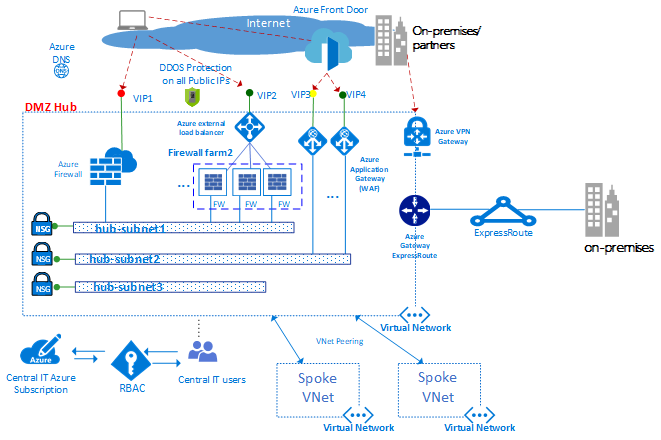 Azure Front Door
Internet
On-premises/
partners
Azure
DNS
DNS
DDOS Protection
on all Public IPs
VIP1
VIP2
VIP3
VIP4
DMZ Hub
Azure external
load balancer
Azure VPN
Gateway
Azure
Firewall
Firewall farm2
Azure
Application
Gateway
(WAF)
...
...
FW
FW
FW
NSG
hub-subnet1
Azure
Gateway
ExpressRoute
ExpressRoute
on-premises
NSG
hub-subnet2
NSG
hub-subnet3
Virtual Network
VNet Peering
Azure
Central IT Azure
Subscription
RBAC
Central IT users
Spoke
VNet
Spoke
VNet
Virtual Network
Virtual Network